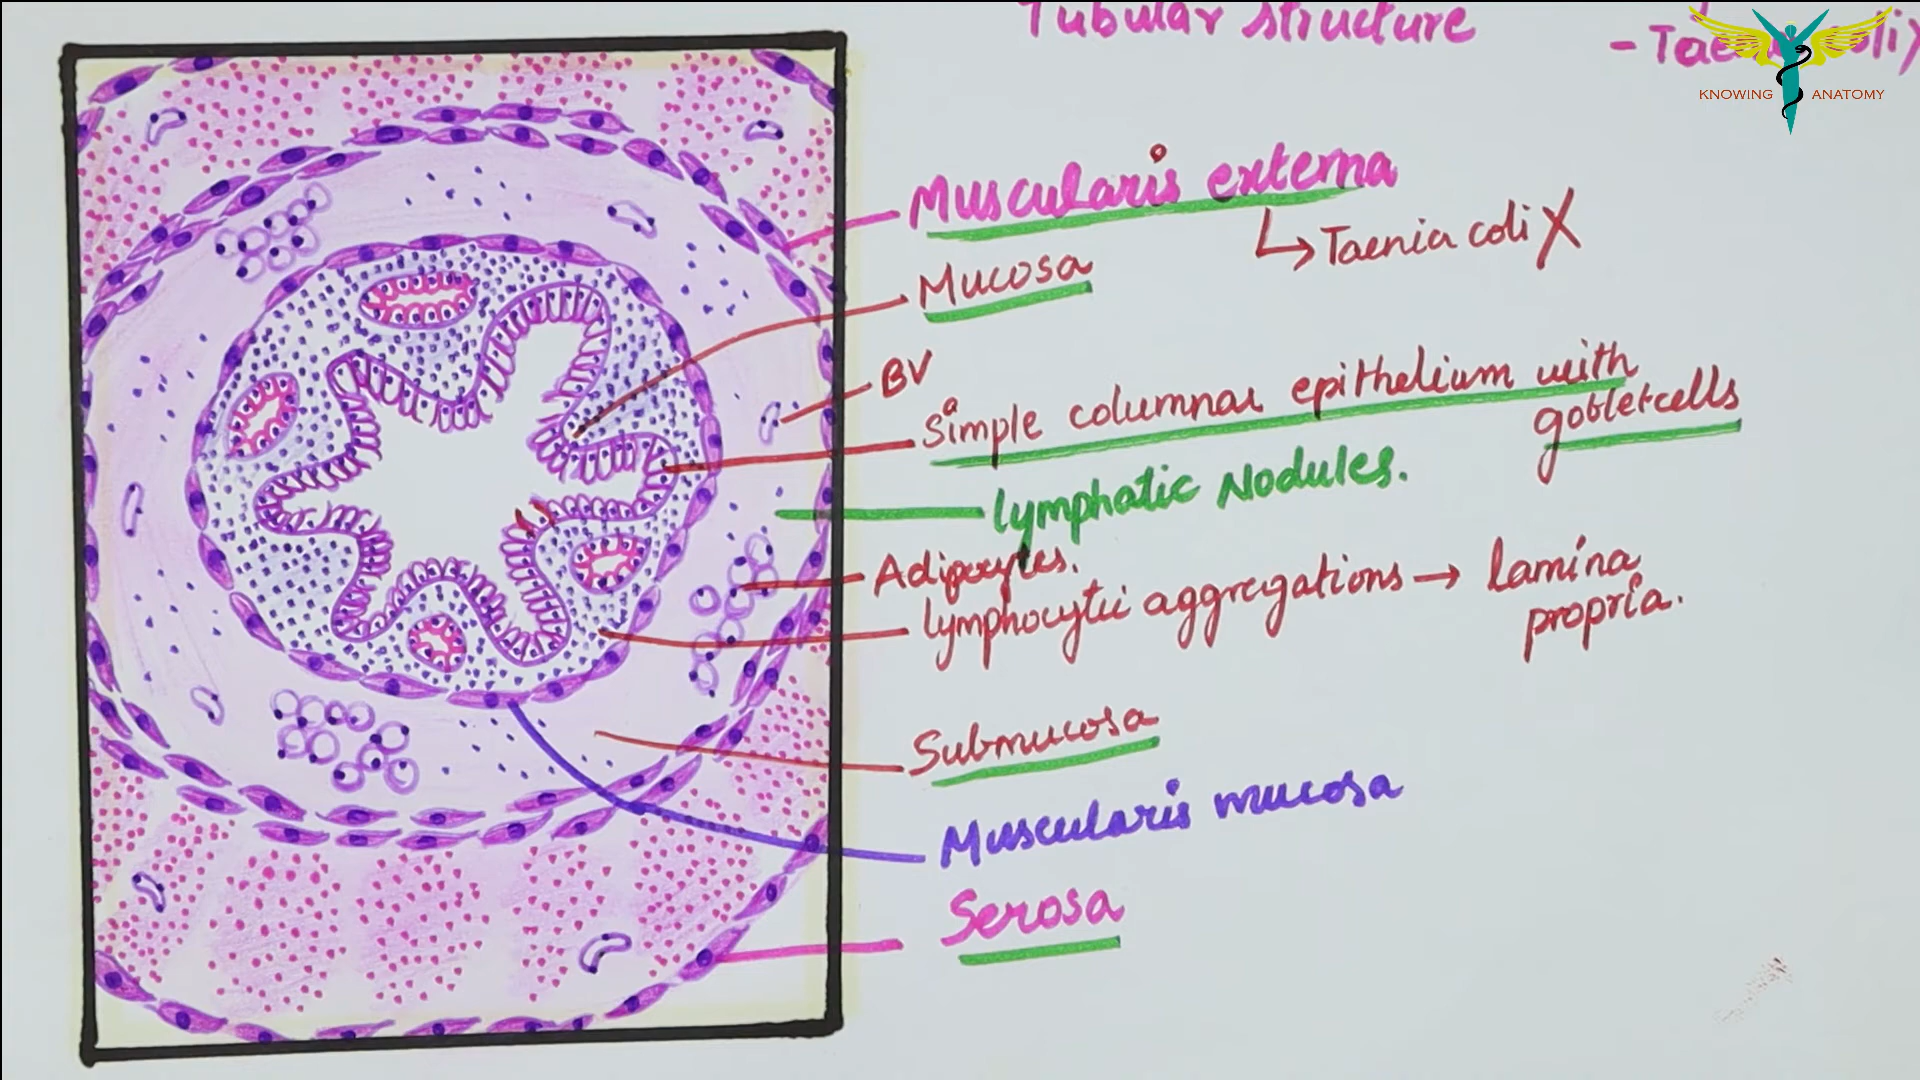 Tubular structure
- Taenia coli X
KNOWING ANATOMY
Muscularis externa
Taenia coli X
Mucosa
BV
Simple columnar epithelium with
goblet cells
Lymphatic Nodules.
Adipocytes.
lymphocytic aggregations → lamina
propria.
Submucosa
Muscularis mucosa
Serosa